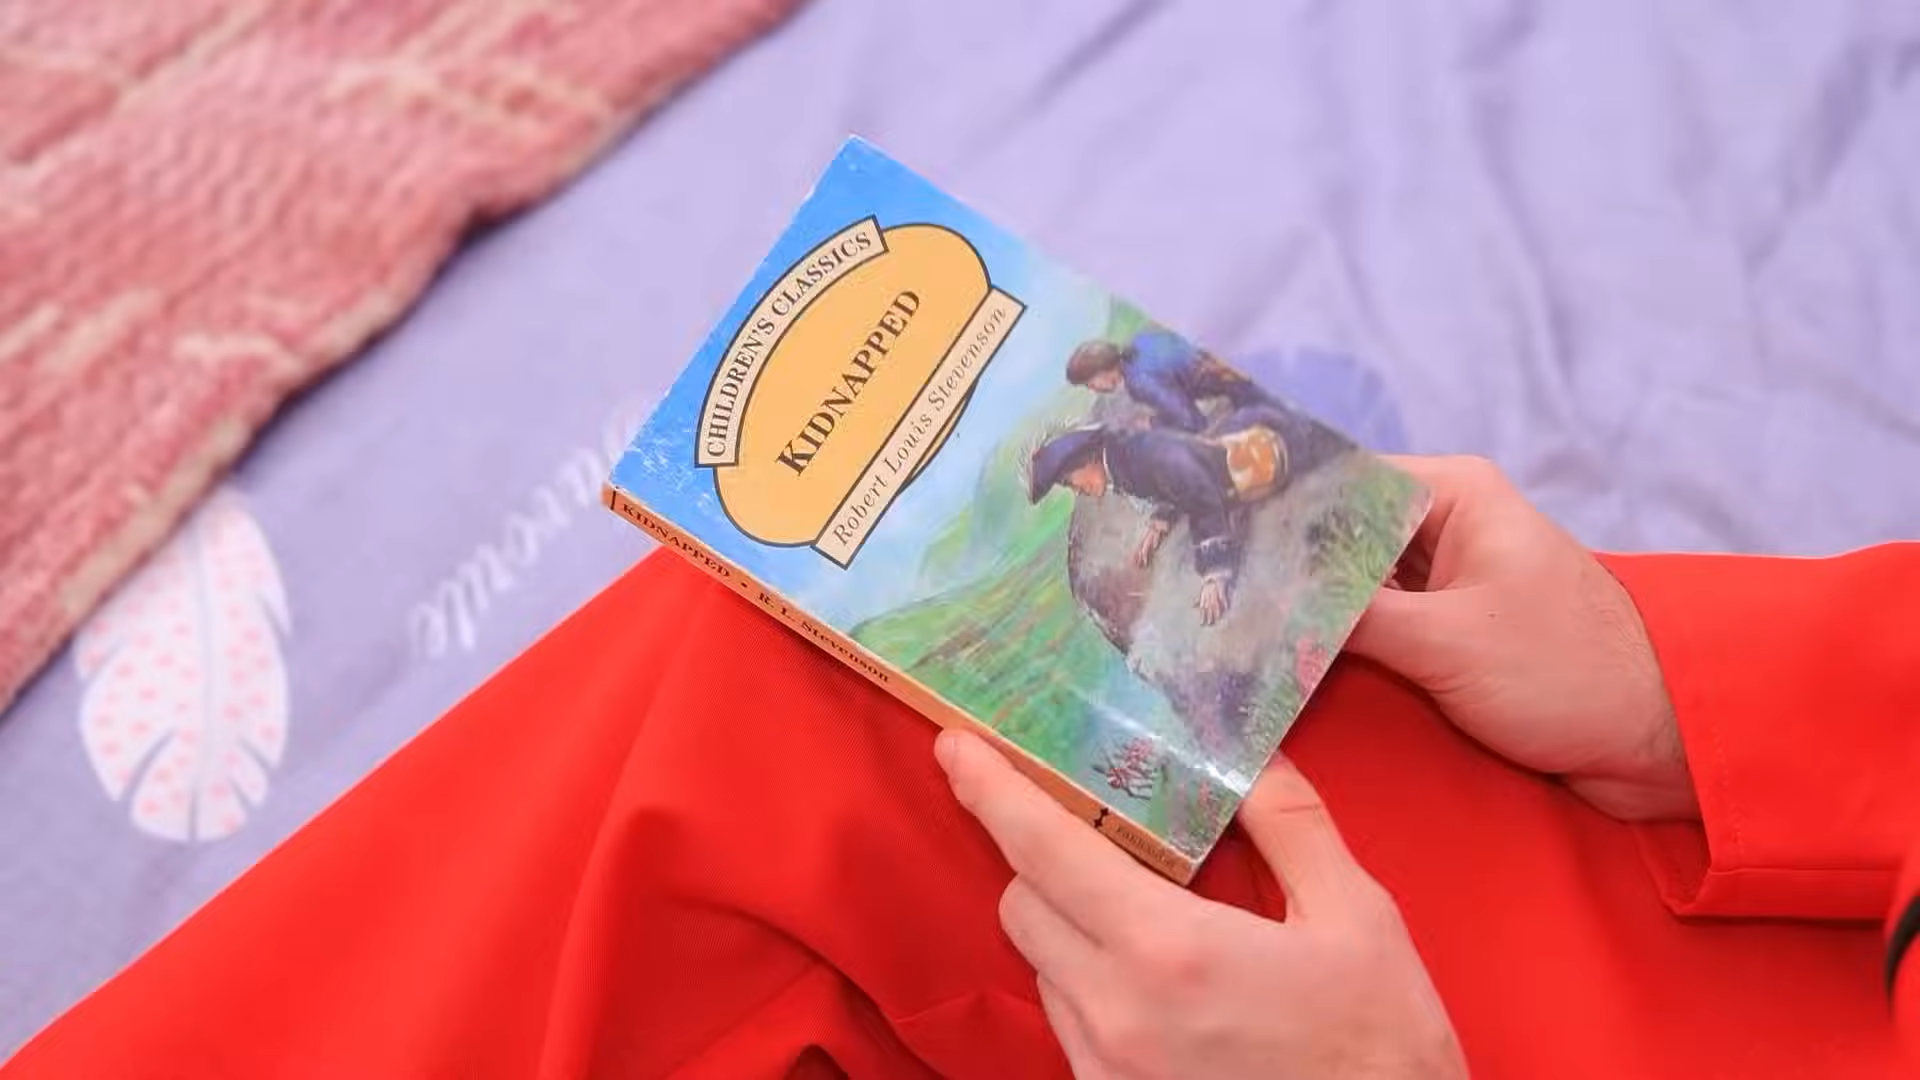 CHILDREN'S CLASSICS
KIDNAPPED
Robert Louis Stevenson
KIDNAPPED • R. L. Stevenson